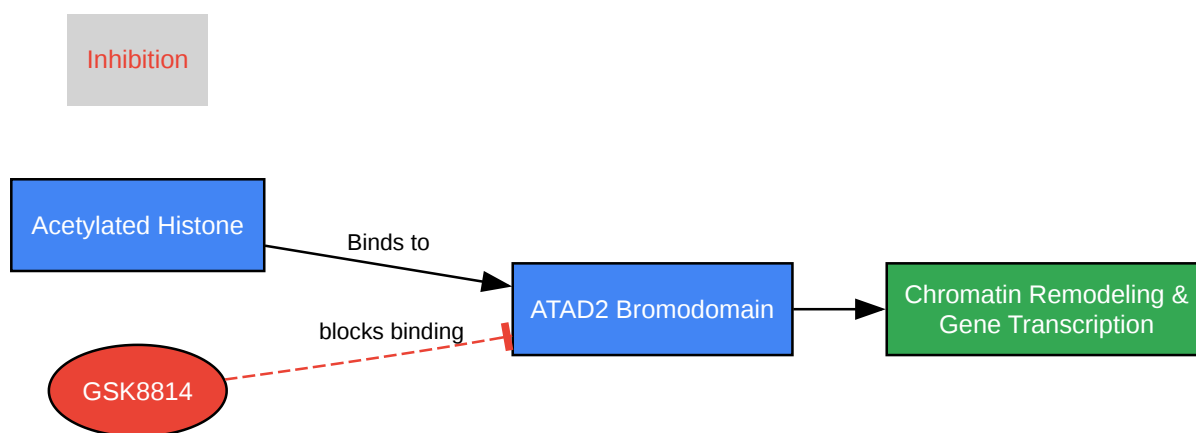 Inhibition
Acetylated Histone
Binds to
ATAD2 Bromodomain
Chromatin Remodeling &
Gene Transcription
blocks binding
GSK8814